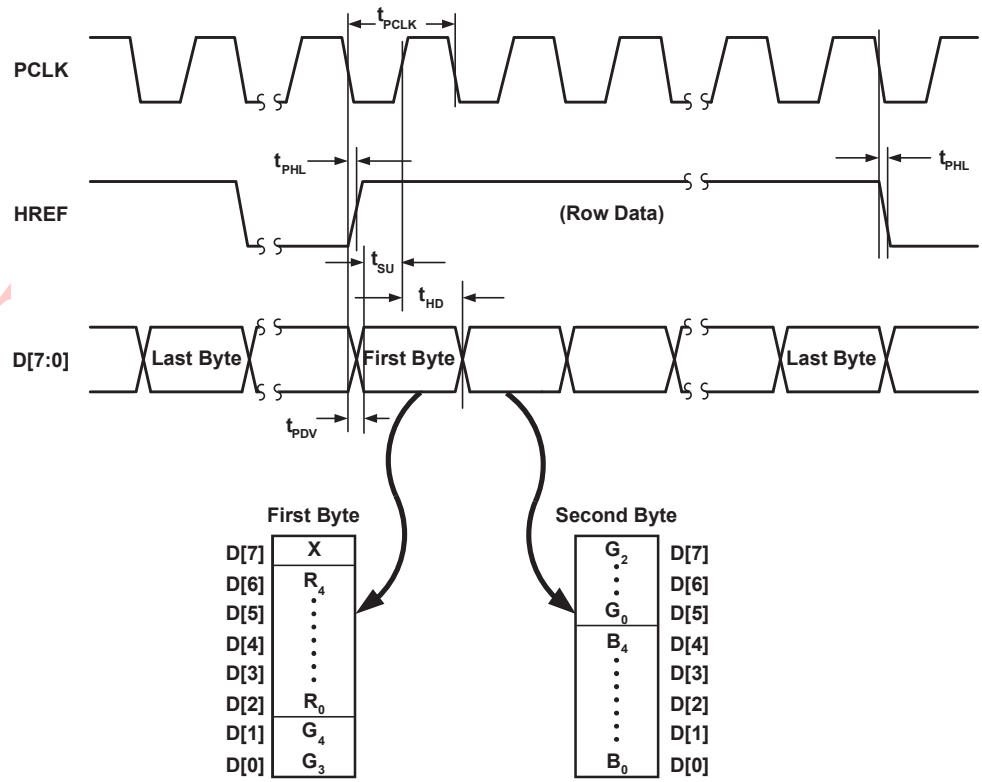 t_PCLK
PCLK
t_PHL
t_PHL
HREF
(Row Data)
t_SU
t_HD
D[7:0]
Last Byte
First Byte
Last Byte
t_PDV
First Byte
D[7] X
D[6] R_4
D[5]
D[4]
D[3]
D[2] R_0
D[1] G_4
D[0] G_3
Second Byte
G_2 D[7]
D[6]
G_0 D[5]
B_4 D[4]
D[3]
D[2]
D[1]
B_0 D[0]